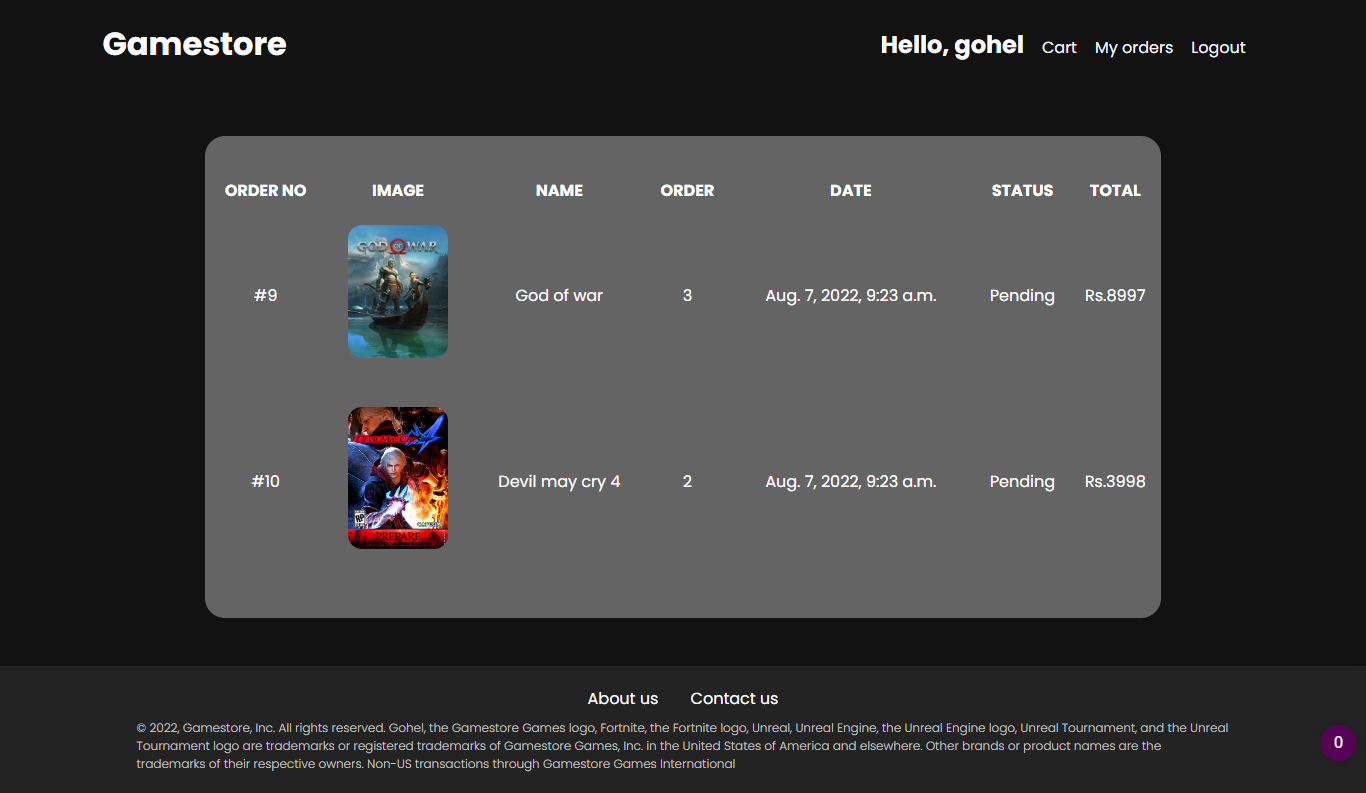 Gamestore
Hello, gohel Cart My orders Logout
ORDER NO IMAGE NAME ORDER DATE STATUS TOTAL
GOD OF WAR
#9 God of war 3 Aug. 7, 2022, 9:23 a.m. Pending Rs.8997
Devil May Cry 4
#10 Devil may cry 4 2 Aug. 7, 2022, 9:23 a.m. Pending Rs.3998
RP
CAPCOM
PREPARE
About us Contact us
© 2022, Gamestore, Inc. All rights reserved. Gohel, the Gamestore Games logo, Fortnite, the Fortnite logo, Unreal, Unreal Engine, the Unreal Engine logo, Unreal Tournament, and the Unreal
Tournament logo are trademarks or registered trademarks of Gamestore Games, Inc. in the United States of America and elsewhere. Other brands or product names are the
trademarks of their respective owners. Non-US transactions through Gamestore Games International
0